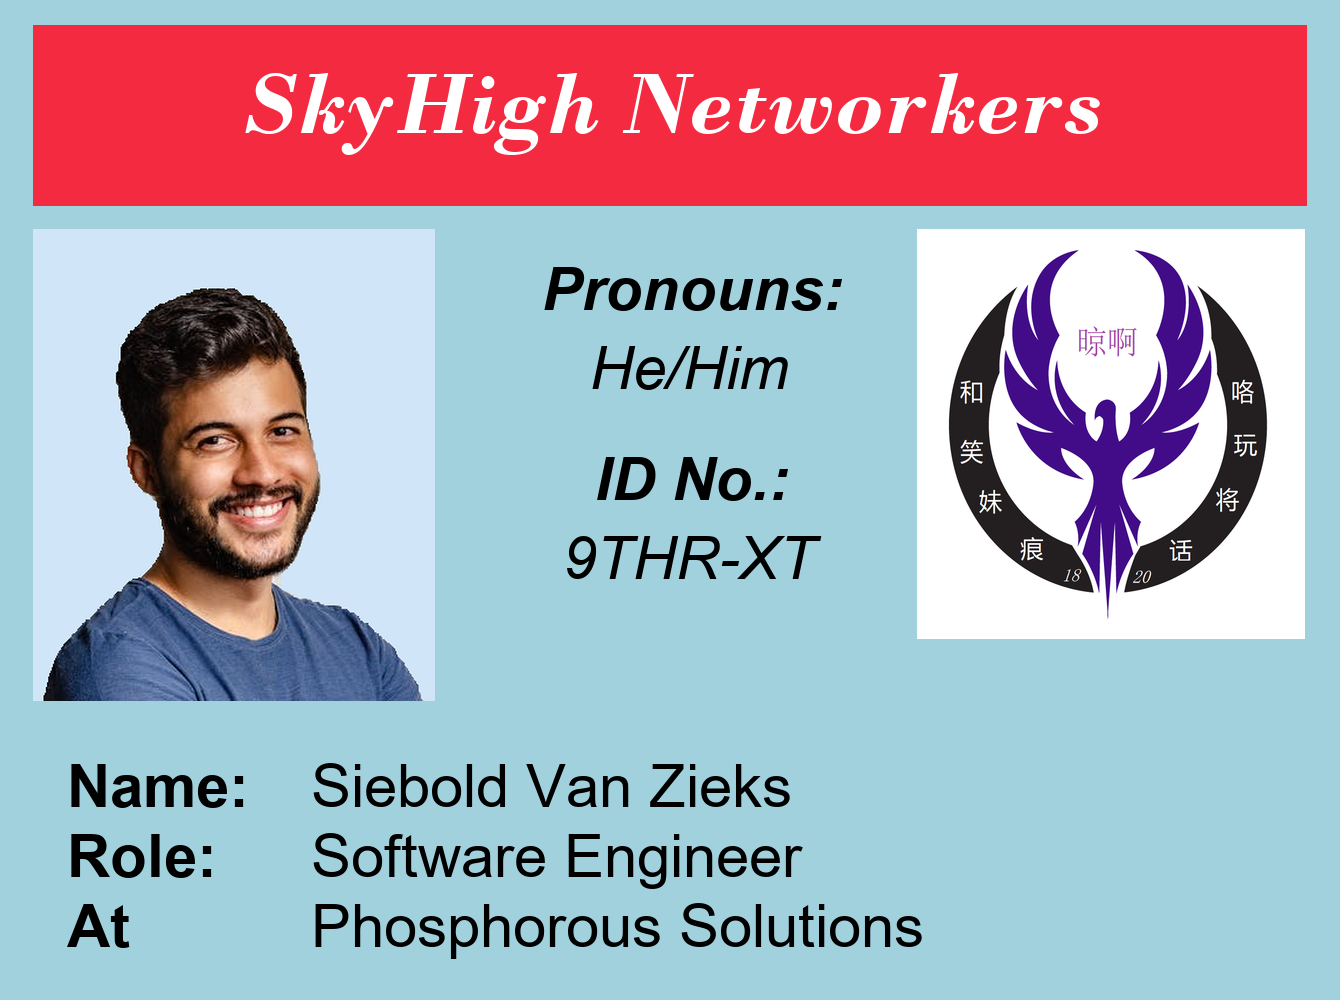 SkyHigh Networkers
Pronouns:
He/Him
ID No.:
9THR-XT
晾啊
和
笑
妹
痕
18
20
咯
玩
将
话
Name: Siebold Van Zieks
Role: Software Engineer
At Phosphorous Solutions